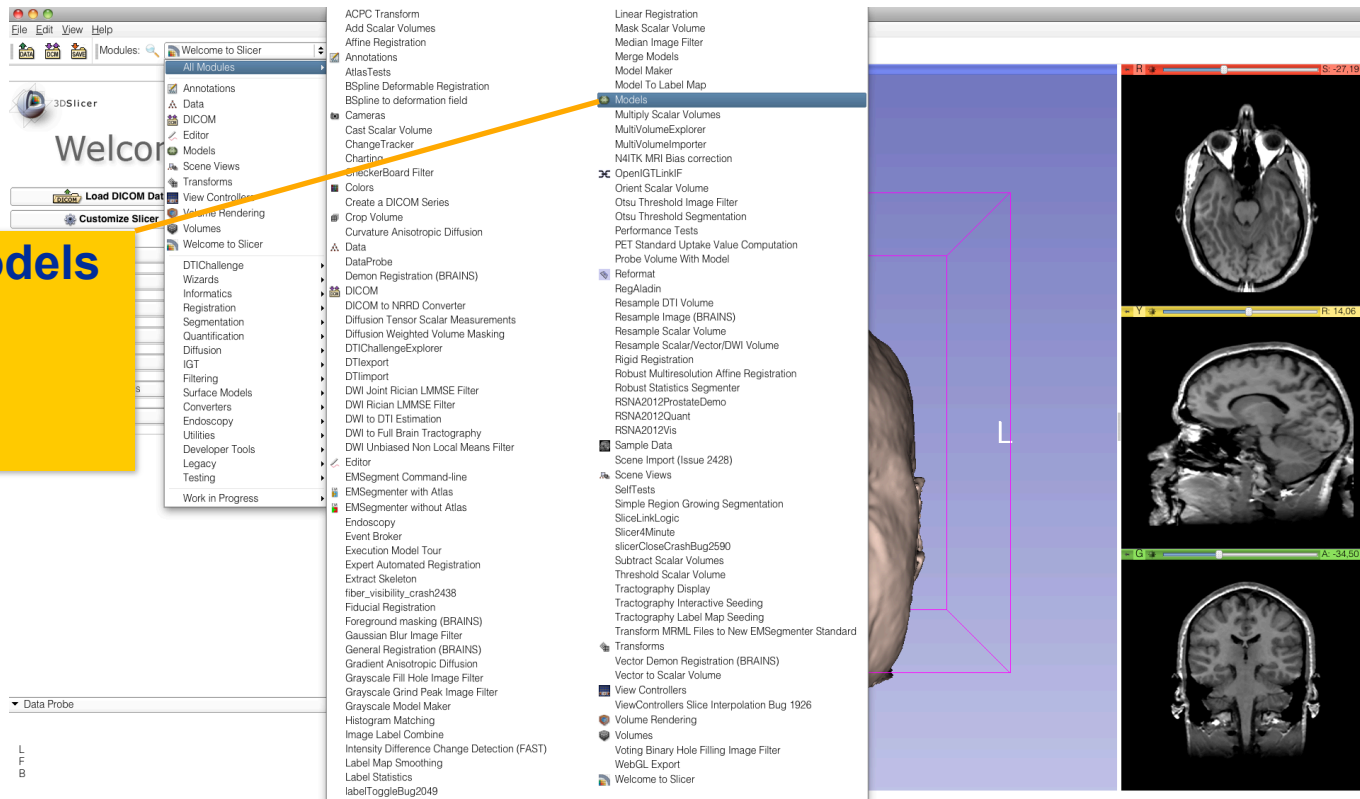 File Edit View Help
DATA DCM SAVE Modules: Welcome to Slicer
3DSlicer
Load DICOM Dat
Customize Slicer
All Modules
Annotations
Data
DICOM
Editor
Models
Scene Views
Transforms
View Controllers
Volume Rendering
Volumes
Welcome to Slicer
DTIChallenge
Wizards
Informatics
Registration
Segmentation
Quantification
Diffusion
IGT
Filtering
Surface Models
Converters
Endoscopy
Utilities
Developer Tools
Legacy
Testing
Work in Progress
ACPC Transform
Add Scalar Volumes
Affine Registration
Annotations
AtlasTests
BSpline Deformable Registration
BSpline to deformation field
Cameras
Cast Scalar Volume
ChangeTracker
Charting
CheckerBoard Filter
Colors
Create a DICOM Series
Crop Volume
Curvature Anisotropic Diffusion
Data
DataProbe
Demon Registration (BRAINS)
DICOM
DICOM to NRRD Converter
Diffusion Tensor Scalar Measurements
Diffusion Weighted Volume Masking
DTIChallengeExplorer
DTIexport
DTIimport
DWI Joint Rician LMMSE Filter
DWI Rician LMMSE Filter
DWI to DTI Estimation
DWI to Full Brain Tractography
DWI Unbiased Non Local Means Filter
Editor
EMSegment Command-line
EMSegmenter with Atlas
EMSegmenter without Atlas
Endoscopy
Event Broker
Execution Model Tour
Expert Automated Registration
Extract Skeleton
fiber_visibility_crash2438
Fiducial Registration
Foreground masking (BRAINS)
Gaussian Blur Image Filter
General Registration (BRAINS)
Gradient Anisotropic Diffusion
Grayscale Fill Hole Image Filter
Grayscale Grind Peak Image Filter
Grayscale Model Maker
Histogram Matching
Image Label Combine
Intensity Difference Change Detection (FAST)
Label Map Smoothing
Label Statistics
labelToggleBug2049
Linear Registration
Mask Scalar Volume
Median Image Filter
Merge Models
Model Maker
Model To Label Map
Models
Multiply Scalar Volumes
MultiVolumeExplorer
MultiVolumeImporter
N4ITK MRI Bias correction
OpenIGTLinkIF
Orient Scalar Volume
Otsu Threshold Image Filter
Otsu Threshold Segmentation
Performance Tests
PET Standard Uptake Value Computation
Probe Volume With Model
Reformat
RegAladin
Resample DTI Volume
Resample Image (BRAINS)
Resample Scalar Volume
Resample Scalar/Vector/DWI Volume
Rigid Registration
Robust Multiresolution Affine Registration
Robust Statistics Segmenter
RSNA2012ProstateDemo
RSNA2012Quant
RSNA2012Vis
Sample Data
Scene Import (Issue 2428)
Scene Views
SelfTests
Simple Region Growing Segmentation
SliceLinkLogic
Slicer4Minute
slicerCloseCrashBug2590
Subtract Scalar Volumes
Threshold Scalar Volume
Tractography Display
Tractography Interactive Seeding
Tractography Label Map Seeding
Transform MRML Files to New EMSegmenter Standard
Transforms
Vector Demon Registration (BRAINS)
Vector to Scalar Volume
View Controllers
ViewControllers Slice Interpolation Bug 1926
Volume Rendering
Volumes
Voting Binary Hole Filling Image Filter
WebGL Export
Welcome to Slicer
L
R S: -27,19
Y R: 14,06
G A: -34,50
Data Probe
L
F
B